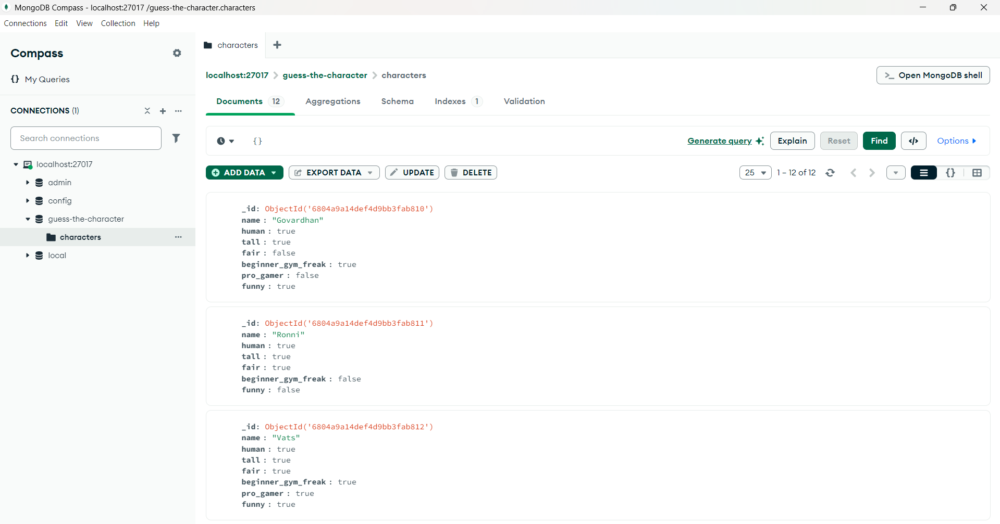 MongoDB Compass - localhost:27017 /guess-the-character.characters
Connections Edit View Collection Help
Compass
{} My Queries
CONNECTIONS (1)
Search connections
localhost:27017
admin
config
guess-the-character
characters
local
characters
localhost:27017 > guess-the-character > characters
>_ Open MongoDB shell
Documents 12 Aggregations Schema Indexes 1 Validation
{} Generate query Explain Reset Find </> Options
ADD DATA EXPORT DATA UPDATE DELETE
25 1 – 12 of 12 {}
_id: ObjectId('6804a9a14def4d9bb3fab810')
name : "Govardhan"
human : true
tall : true
fair : false
beginner_gym_freak : true
pro_gamer : false
funny : true
_id: ObjectId('6804a9a14def4d9bb3fab811')
name : "Ronni"
human : true
tall : true
fair : true
beginner_gym_freak : false
funny : false
_id: ObjectId('6804a9a14def4d9bb3fab812')
name : "Vats"
human : true
tall : true
fair : true
beginner_gym_freak : true
pro_gamer : true
funny : true